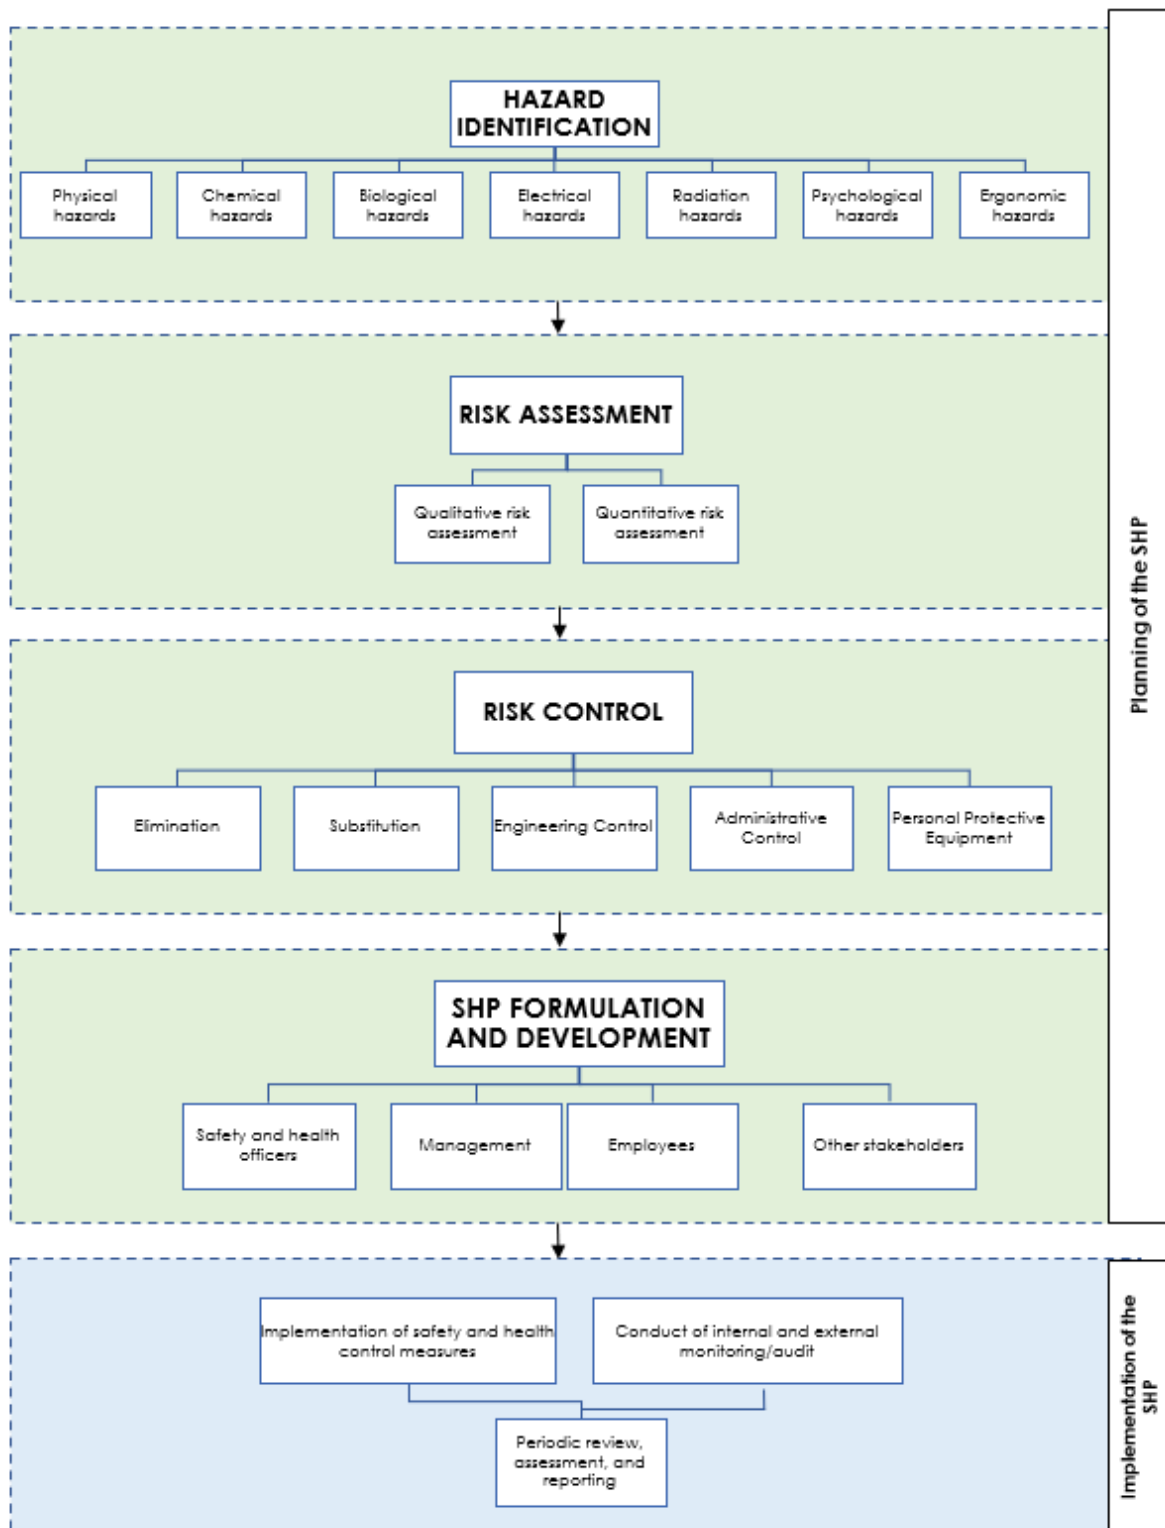 HAZARD
IDENTIFICATION
Physical
hazards
Chemical
hazards
Biological
hazards
Electrical
hazards
Radiation
hazards
Psychological
hazards
Ergonomic
hazards
RISK ASSESSMENT
Qualitative risk
assessment
Quantitative risk
assessment
RISK CONTROL
Elimination
Substitution
Engineering Control
Administrative
Control
Personal Protective
Equipment
SHP FORMULATION
AND DEVELOPMENT
Safety and health
officers
Management
Employees
Other stakeholders
Planning of the SHP
Implementation of safety and health
control measures
Conduct of internal and external
monitoring/audit
Periodic review,
assessment, and
reporting
Implementation of the
SHP